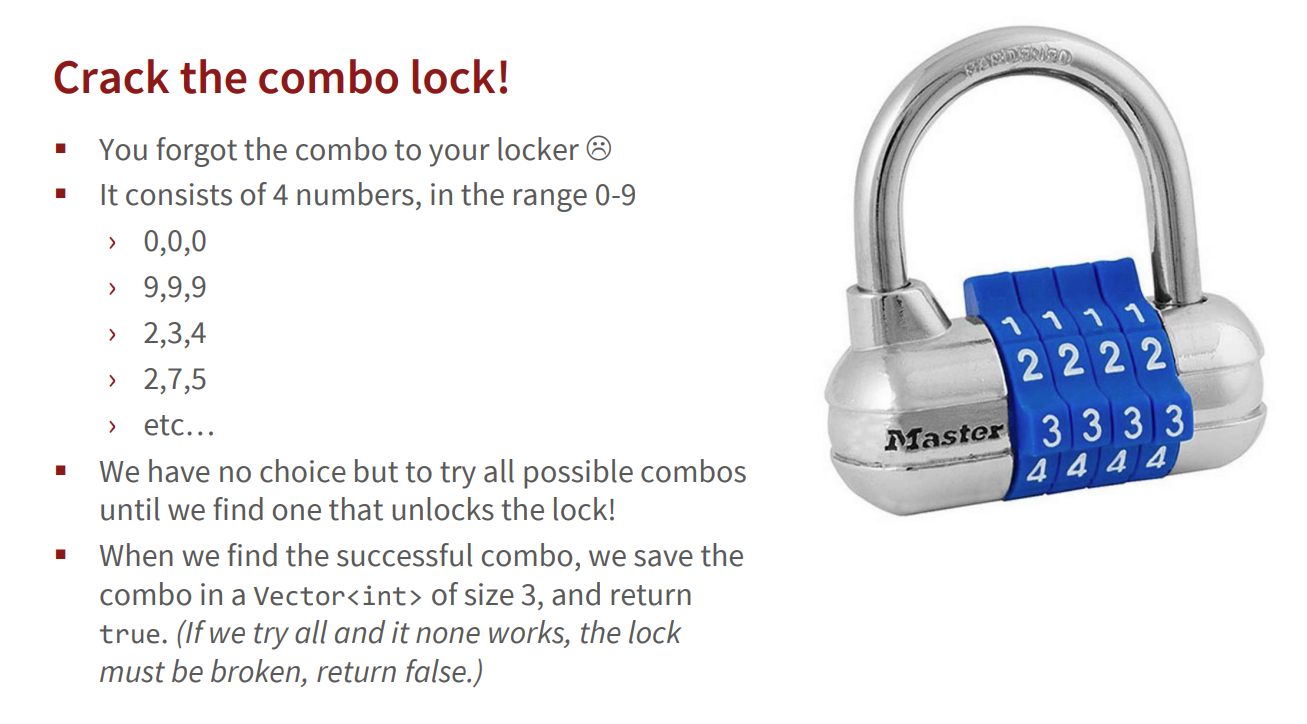 Crack the combo lock!
▪ You forgot the combo to your locker ☹
▪ It consists of 4 numbers, in the range 0-9
› 0,0,0
› 9,9,9
› 2,3,4
› 2,7,5
› etc…
▪ We have no choice but to try all possible combos
until we find one that unlocks the lock!
▪ When we find the successful combo, we save the
combo in a Vector<int> of size 3, and return
true. (If we try all and it none works, the lock
must be broken, return false.)
1 1 1 1
2 2 2 2
3 3 3 3
Master
4 4 4 4